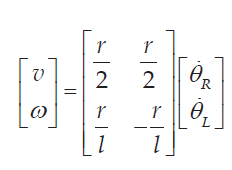 [v ω] = [r/2 r/2
r/l -r/l] [θ̇_R
θ̇_L]